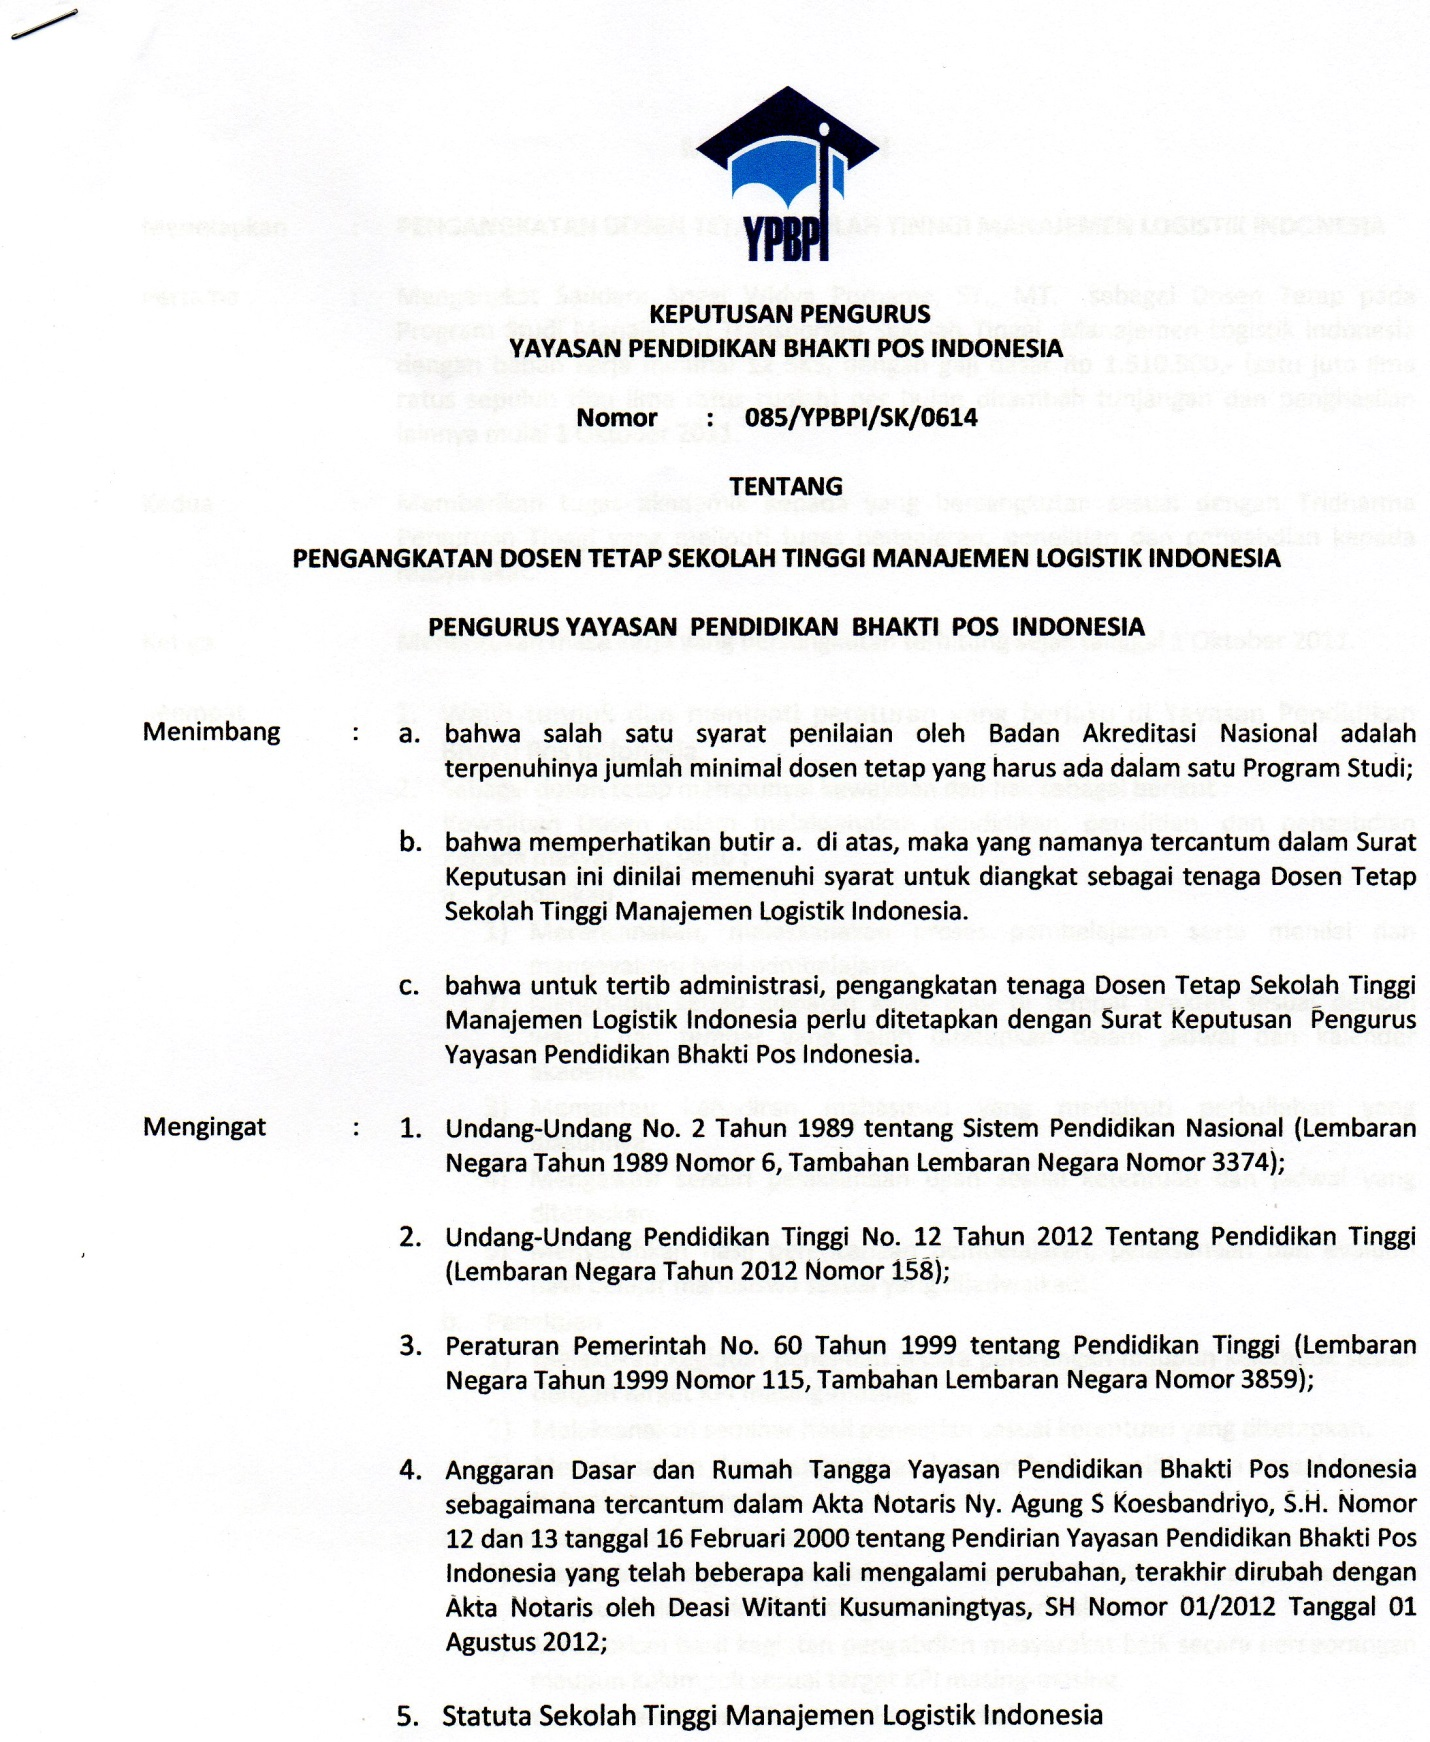 YPBPI
KEPUTUSAN PENGURUS
YAYASAN PENDIDIKAN BHAKTI POS INDONESIA
Nomor : 085/YPBPI/SK/0614
TENTANG
PENGANGKATAN DOSEN TETAP SEKOLAH TINGGI MANAJEMEN LOGISTIK INDONESIA
PENGURUS YAYASAN PENDIDIKAN BHAKTI POS INDONESIA
Menimbang : a. bahwa salah satu syarat penilaian oleh Badan Akreditasi Nasional adalah
terpenuhinya jumlah minimal dosen tetap yang harus ada dalam satu Program Studi;
b. bahwa memperhatikan butir a. di atas, maka yang namanya tercantum dalam Surat
Keputusan ini dinilai memenuhi syarat untuk diangkat sebagai tenaga Dosen Tetap
Sekolah Tinggi Manajemen Logistik Indonesia.
c. bahwa untuk tertib administrasi, pengangkatan tenaga Dosen Tetap Sekolah Tinggi
Manajemen Logistik Indonesia perlu ditetapkan dengan Surat Keputusan Pengurus
Yayasan Pendidikan Bhakti Pos Indonesia.
Mengingat : 1. Undang-Undang No. 2 Tahun 1989 tentang Sistem Pendidikan Nasional (Lembaran
Negara Tahun 1989 Nomor 6, Tambahan Lembaran Negara Nomor 3374);
2. Undang-Undang Pendidikan Tinggi No. 12 Tahun 2012 Tentang Pendidikan Tinggi
(Lembaran Negara Tahun 2012 Nomor 158);
3. Peraturan Pemerintah No. 60 Tahun 1999 tentang Pendidikan Tinggi (Lembaran
Negara Tahun 1999 Nomor 115, Tambahan Lembaran Negara Nomor 3859);
4. Anggaran Dasar dan Rumah Tangga Yayasan Pendidikan Bhakti Pos Indonesia
sebagaimana tercantum dalam Akta Notaris Ny. Agung S Koesbandriyo, S.H. Nomor
12 dan 13 tanggal 16 Februari 2000 tentang Pendirian Yayasan Pendidikan Bhakti Pos
Indonesia yang telah beberapa kali mengalami perubahan, terakhir dirubah dengan
Akta Notaris oleh Deasi Witanti Kusumaningtyas, SH Nomor 01/2012 Tanggal 01
Agustus 2012;
5. Statuta Sekolah Tinggi Manajemen Logistik Indonesia